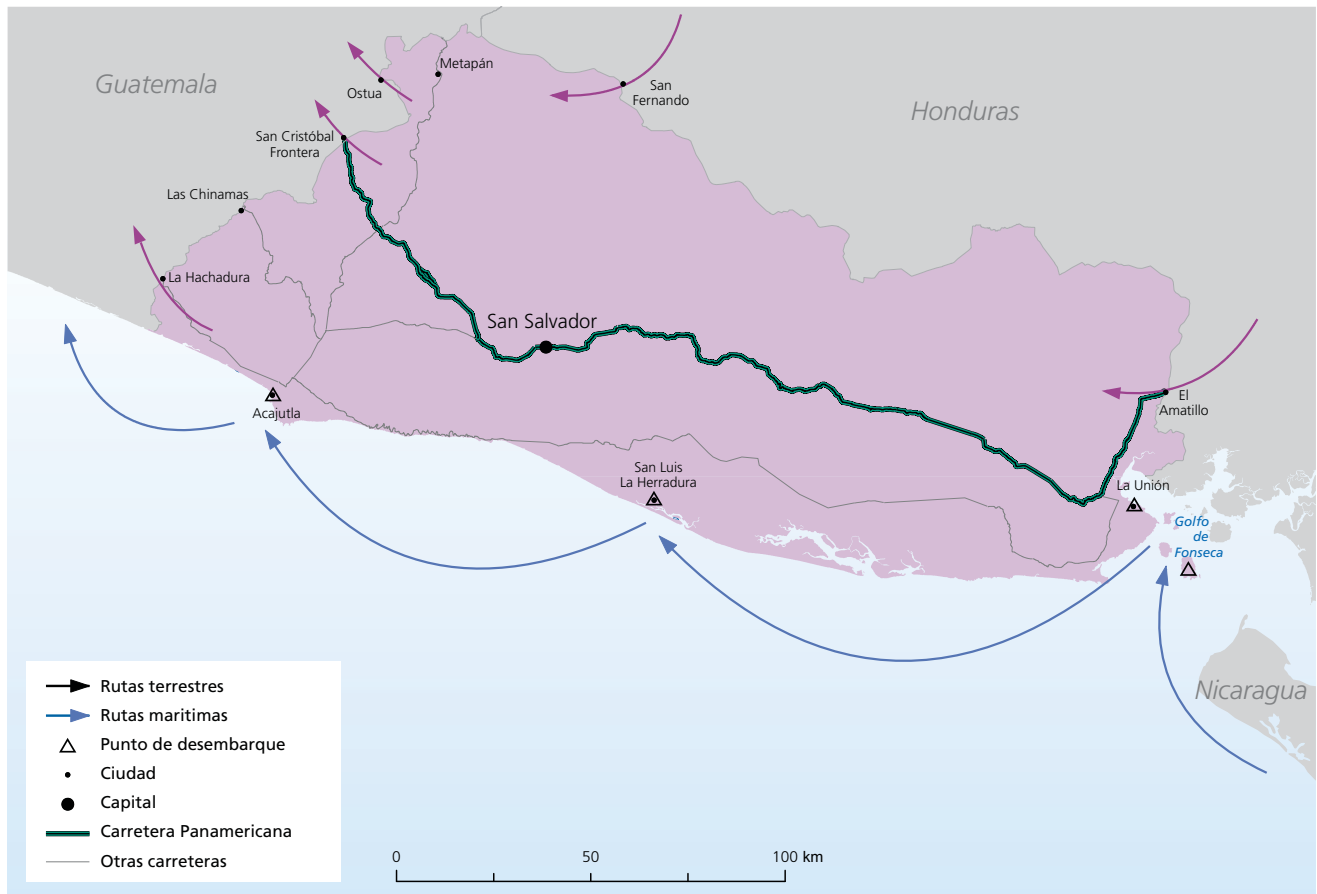 Guatemala
Honduras
Metapán
Ostua
San
Fernando
San Cristóbal
Frontera
Las Chinamas
La Hachadura
San Salvador
Acajutla
El
Amatillo
San Luis
La Herradura
La Unión
Golfo
de
Fonseca
Nicaragua
Rutas terrestres
Rutas maritimas
Punto de desembarque
Ciudad
Capital
Carretera Panamericana
Otras carreteras
0 50 100 km